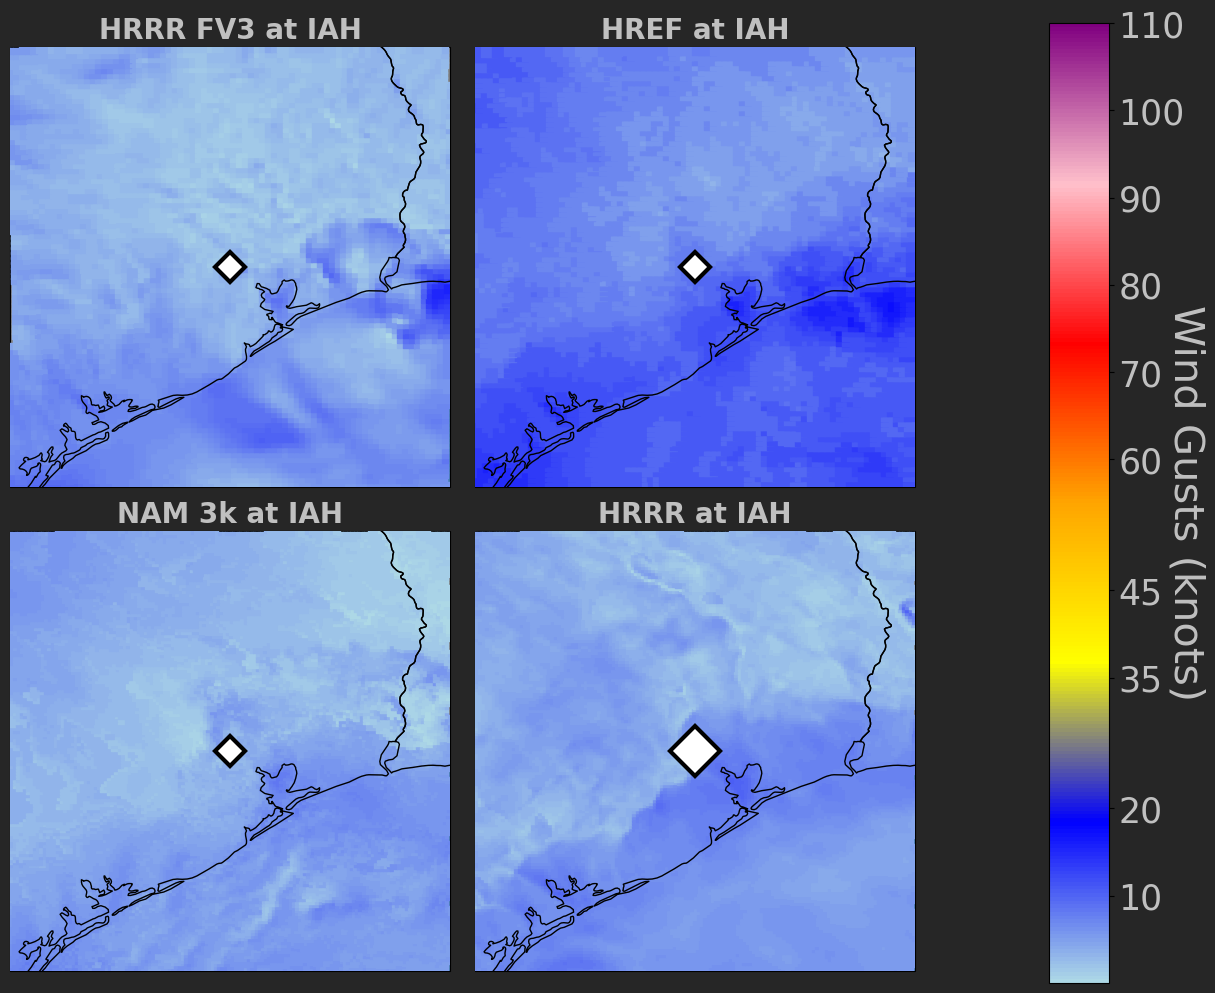 HRRR FV3 at IAH
HREF at IAH
NAM 3k at IAH
HRRR at IAH
110
100
90
80
70
60
45
35
20
10
Wind Gusts (knots)